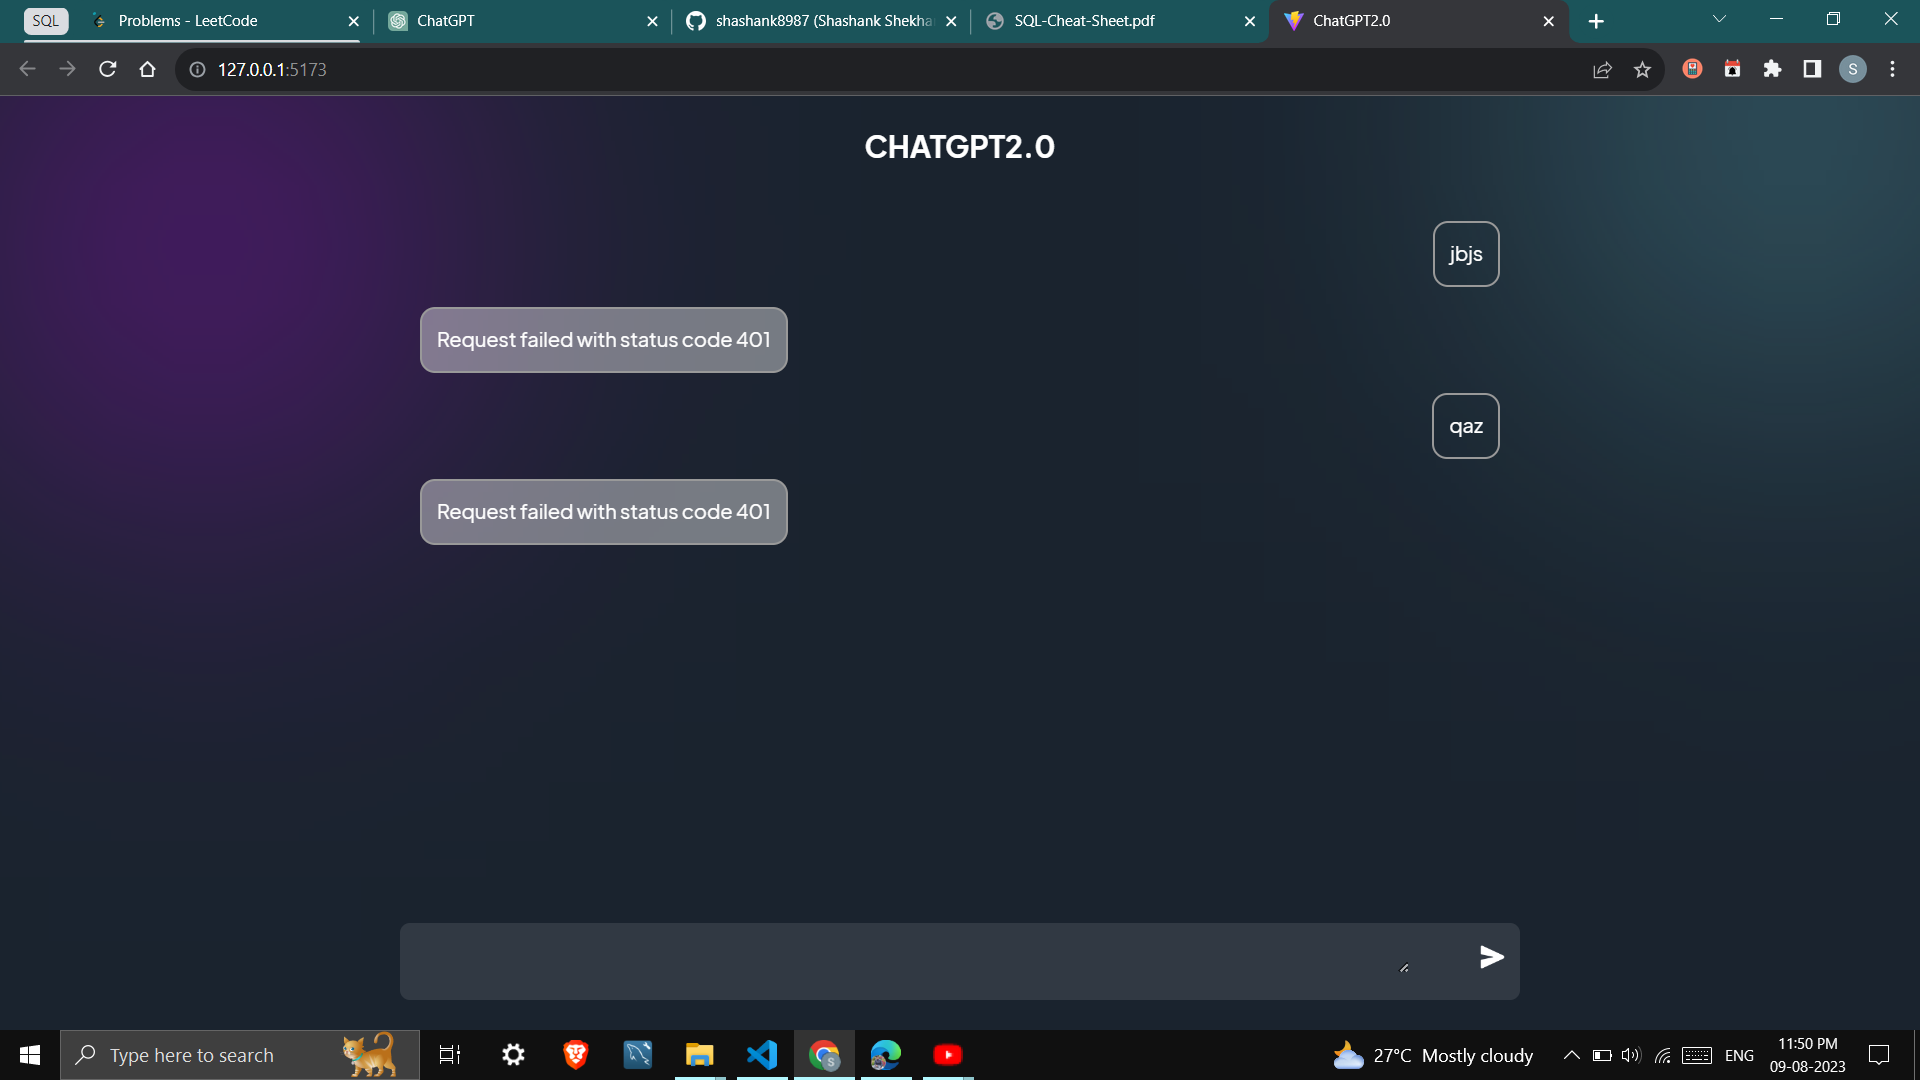 SQL
Problems - LeetCode
ChatGPT
shashank8987 (Shashank Shekha
SQL-Cheat-Sheet.pdf
ChatGPT2.0
127.0.0.1:5173
S
CHATGPT2.0
jbjs
Request failed with status code 401
qaz
Request failed with status code 401
Type here to search
S
27°C Mostly cloudy
ENG
11:50 PM
09-08-2023